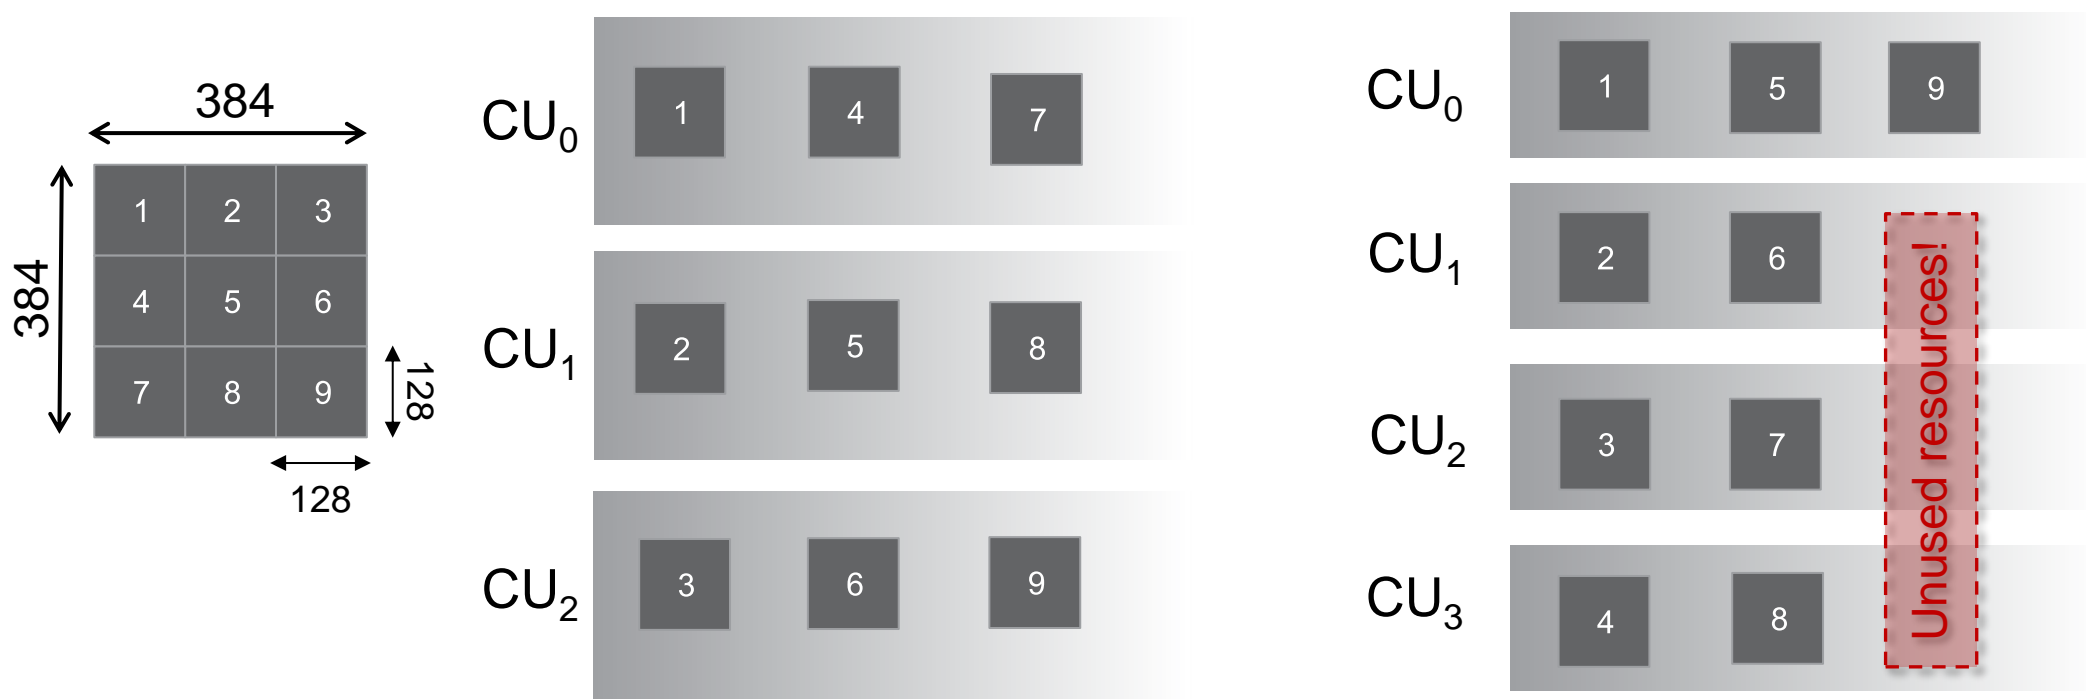 384
384
1 2 3
4 5 6
7 8 9
128
128
CU0 1 4 7
CU1 2 5 8
CU2 3 6 9
CU0 1 5 9
CU1 2 6
CU2 3 7
CU3 4 8
Unused resources!